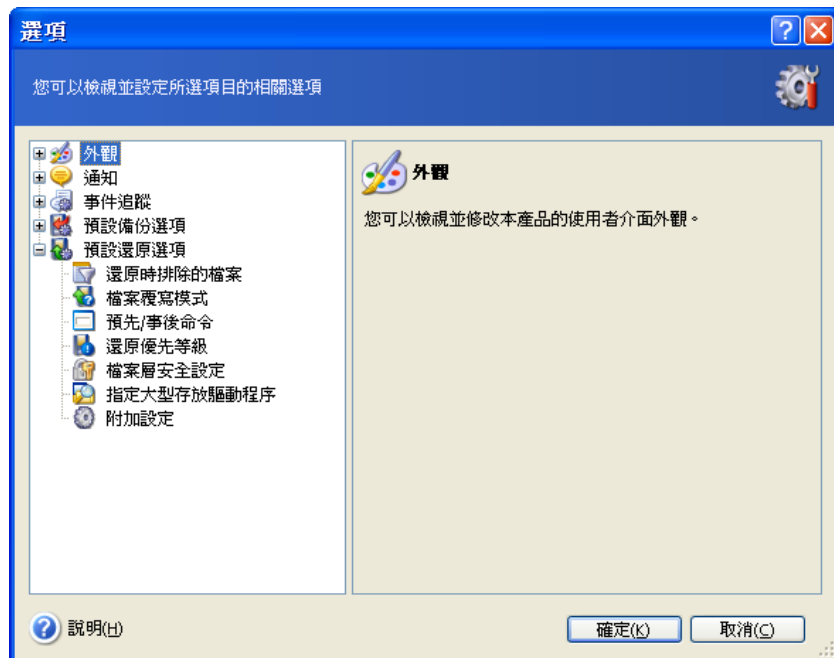 選項
您可以檢視並設定所選項目的相關選項
外觀
通知
事件追蹤
預設備份選項
預設還原選項
還原時排除的檔案
檔案覆寫模式
預先/事後命令
還原優先等級
檔案層安全設定
指定大型存放驅動程序
附加設定
外觀
您可以檢視並修改本產品的使用者介面外觀。
說明(H)
確定(K)
取消(C)